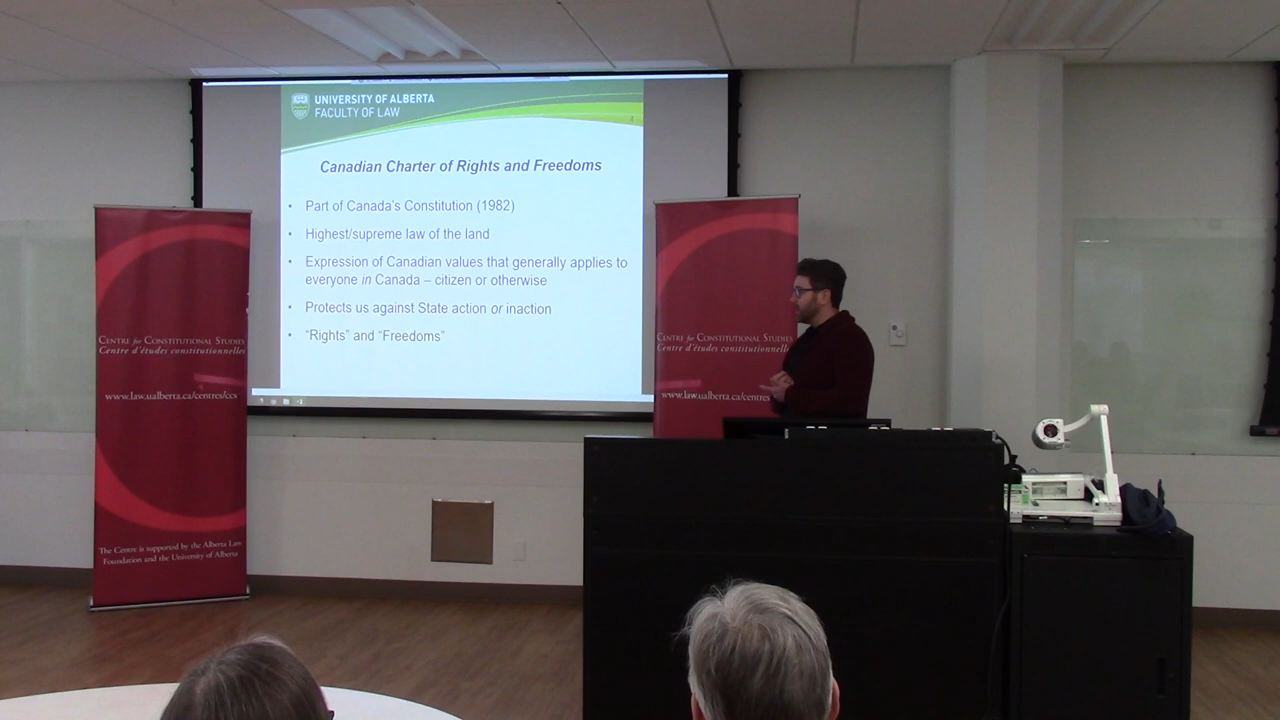 UNIVERSITY OF ALBERTA
FACULTY OF LAW
Canadian Charter of Rights and Freedoms
• Part of Canada's Constitution (1982)
• Highest/supreme law of the land
• Expression of Canadian values that generally applies to
everyone in Canada – citizen or otherwise
• Protects us against State action or inaction
• "Rights" and "Freedoms"
CENTRE for CONSTITUTIONAL STUDIES
Centre d'études constitutionnelles
www.law.ualberta.ca/centres/ccs
The Centre is supported by the Alberta Law
Foundation and the University of Alberta
CENTRE for CONSTITUTIONAL STUDIES
Centre d'études constitutionnelle
www.law.ualberta.ca/centres